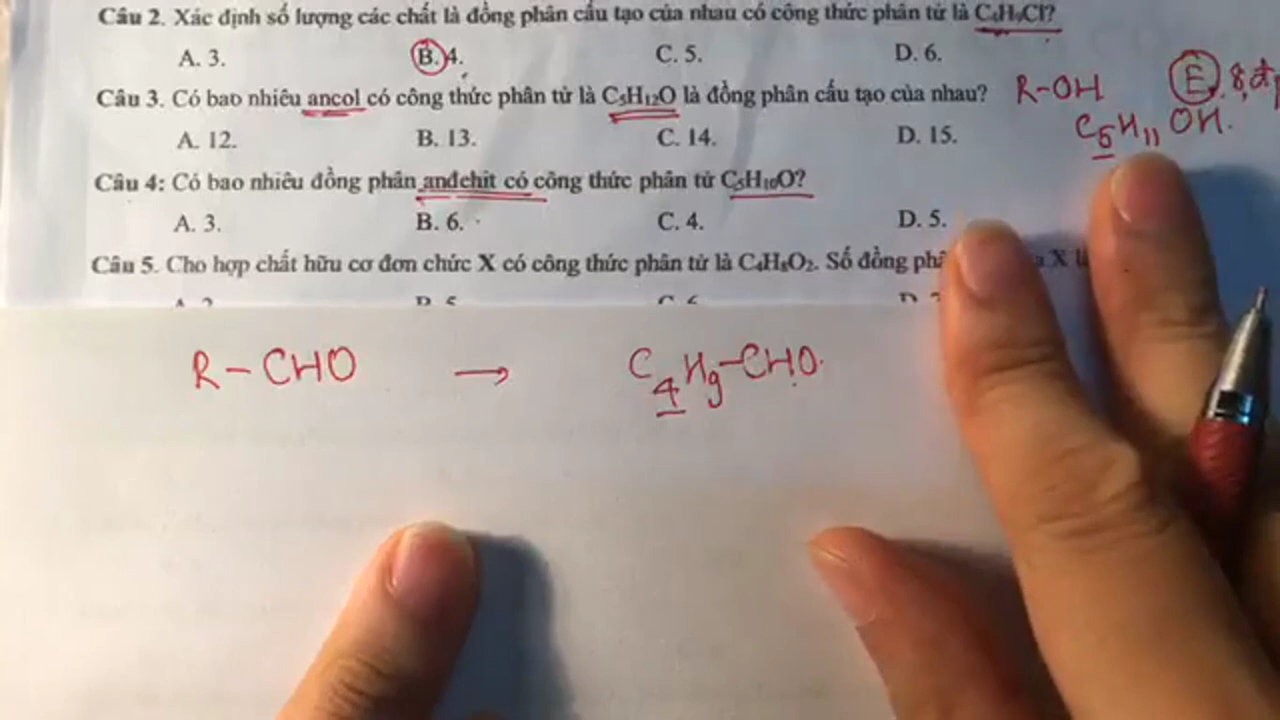 Câu 2. Xác định số lượng các chất là đồng phân cấu tạo của nhau có công thức phân tử là C₄H₉Cl?
A. 3. B. 4. C. 5. D. 6.
Câu 3. Có bao nhiêu ancol có công thức phân tử là C₅H₁₂O là đồng phân cấu tạo của nhau? R-OH E. 8
C₅H₁₁OH.
A. 12. B. 13. C. 14. D. 15.
Câu 4: Có bao nhiêu đồng phân anđehit có công thức phân tử C₅H₁₀O?
A. 3. B. 6. C. 4. D. 5.
Câu 5. Cho hợp chất hữu cơ đơn chức X có công thức phân tử là C₄H₈O₂. Số đồng X
R-CHO → C₄H₉-CHO.